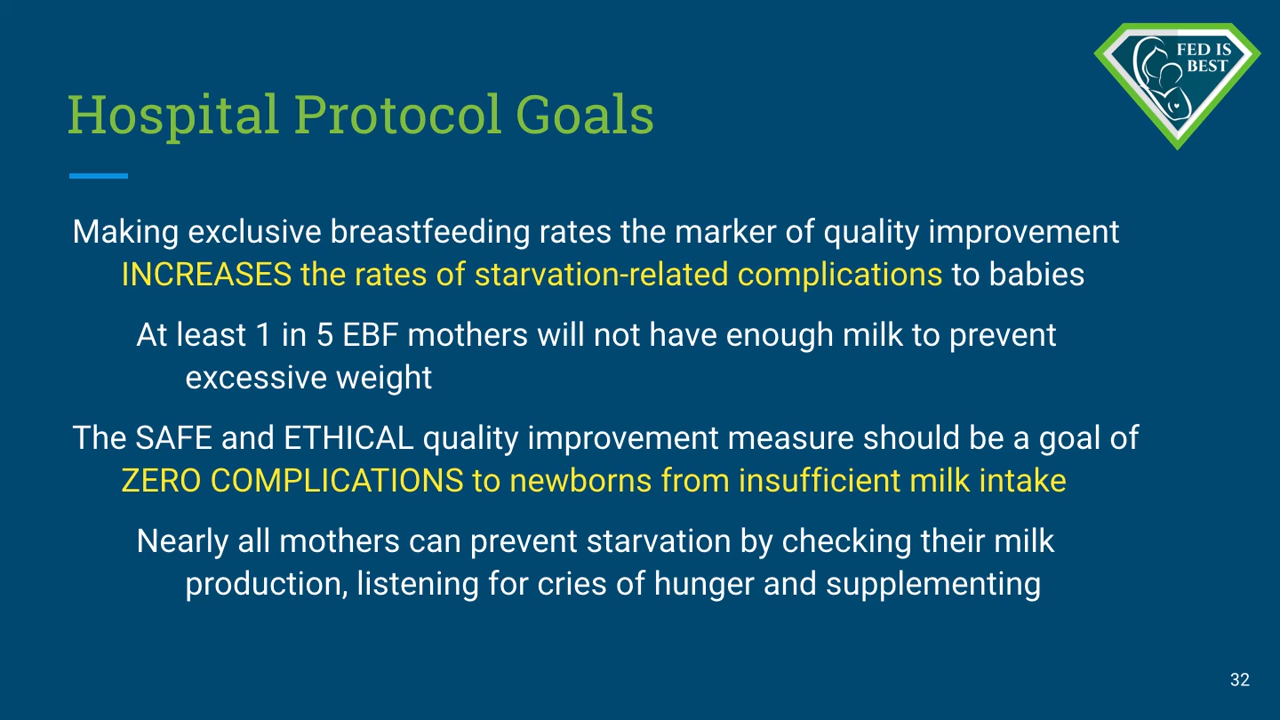 FED IS
BEST
Hospital Protocol Goals
Making exclusive breastfeeding rates the marker of quality improvement
INCREASES the rates of starvation-related complications to babies
At least 1 in 5 EBF mothers will not have enough milk to prevent
excessive weight
The SAFE and ETHICAL quality improvement measure should be a goal of
ZERO COMPLICATIONS to newborns from insufficient milk intake
Nearly all mothers can prevent starvation by checking their milk
production, listening for cries of hunger and supplementing
32